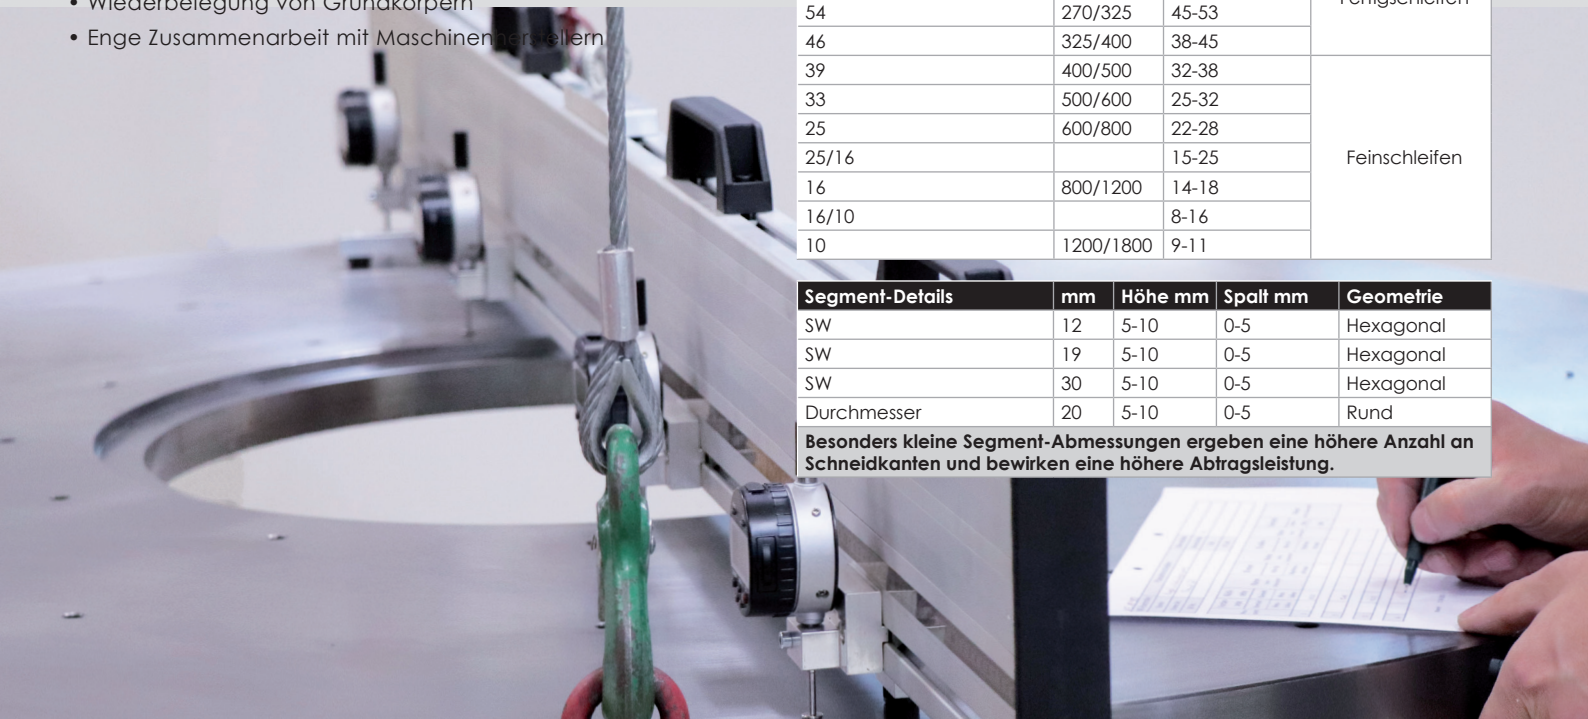 • Wiederbelegung von Grundkörpern
• Enge Zusammenarbeit mit Maschinenherstellern
54 270/325 45-53 Fertigschleifen
46 325/400 38-45
39 400/500 32-38
33 500/600 25-32
25 600/800 22-28
25/16 15-25 Feinschleifen
16 800/1200 14-18
16/10 8-16
10 1200/1800 9-11
Segment-Details mm Höhe mm Spalt mm Geometrie
SW 12 5-10 0-5 Hexagonal
SW 19 5-10 0-5 Hexagonal
SW 30 5-10 0-5 Hexagonal
Durchmesser 20 5-10 0-5 Rund
Besonders kleine Segment-Abmessungen ergeben eine höhere Anzahl an
Schneidkanten und bewirken eine höhere Abtragsleistung.